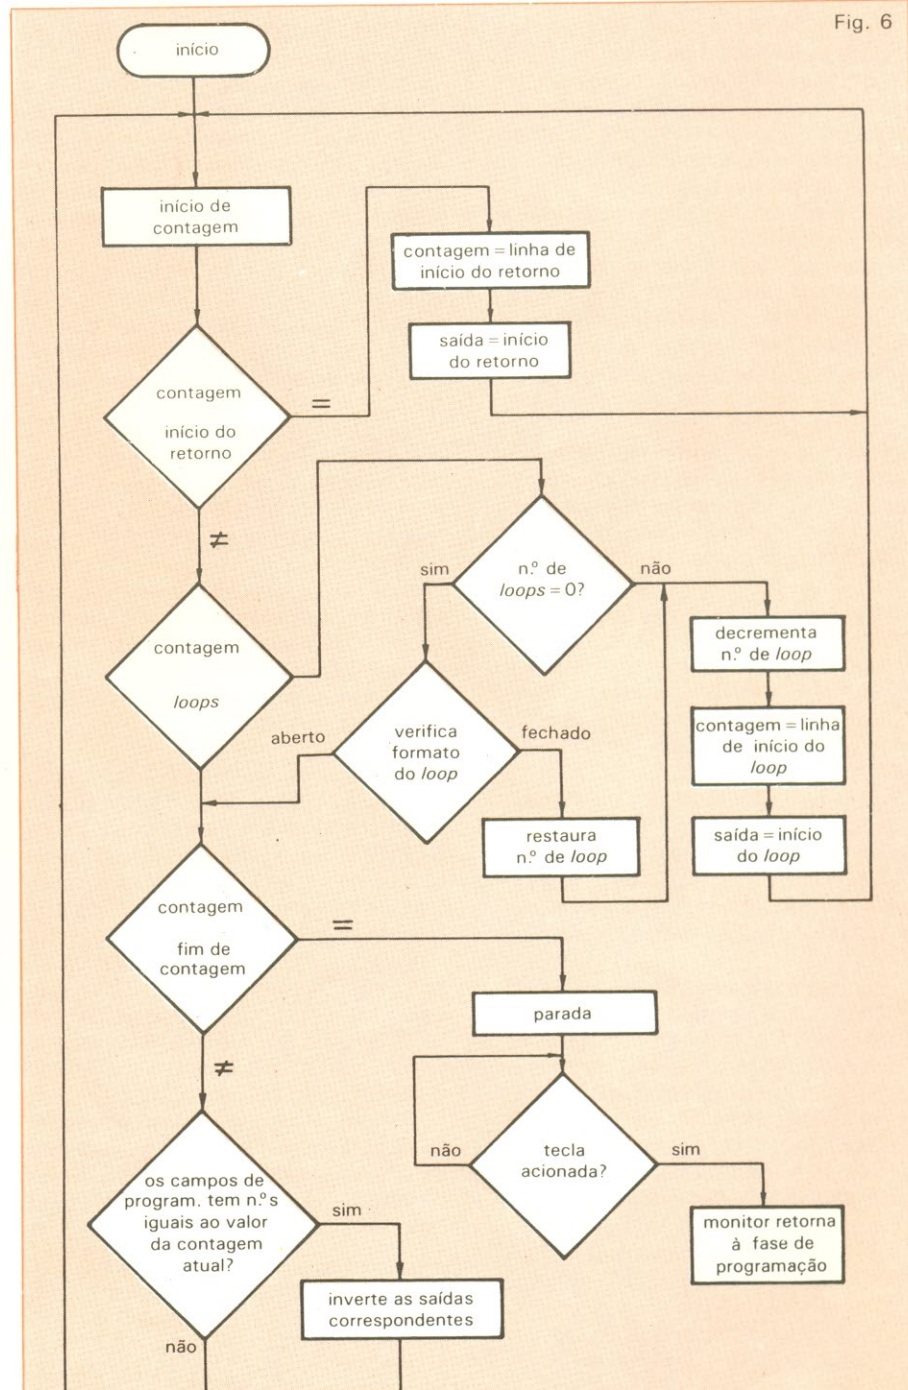 Fig. 6
início
início de
contagem
contagem = linha de
início do retorno
saída = início
do retorno
contagem
início do
retorno
=
≠
n.º de
loops = 0?
sim
não
contagem
loops
decrementa
n.º de loop
verifica
formato
do loop
aberto
fechado
contagem = linha
de início do
loop
restaura
n.º de loop
saída = início
do loop
contagem
fim de
contagem
=
≠
parada
tecla
acionada?
não
sim
os campos de
program. tem n.ºs
iguais ao valor
da contagem
atual?
sim
não
monitor retorna
à fase de
programação
inverte as saídas
correspondentes